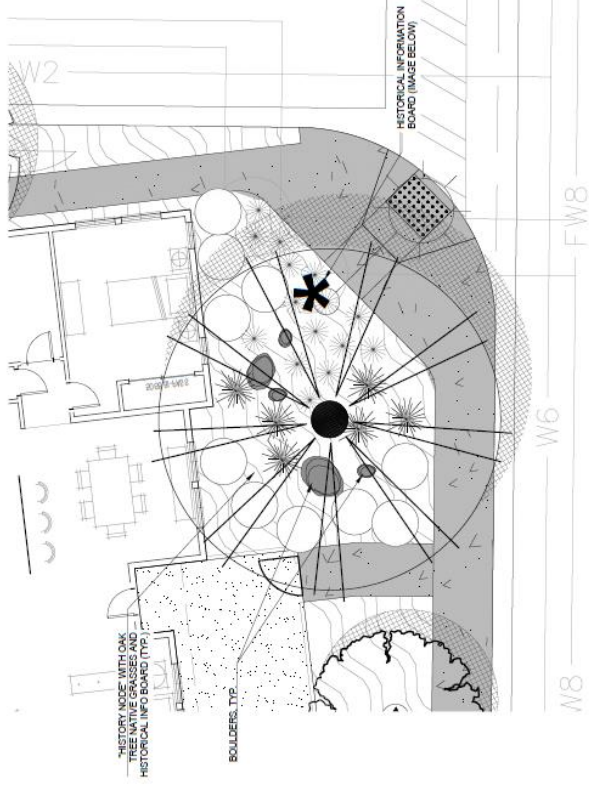 W2
HISTORICAL INFORMATION
BOARD (IMAGE BELOW)
FW8
W6
W8
"HISTORY NODE" WITH OAK
TREE NATIVE GRASSES AND
HISTORICAL INFO BOARD (TYP.)
BOULDERS, TYP.